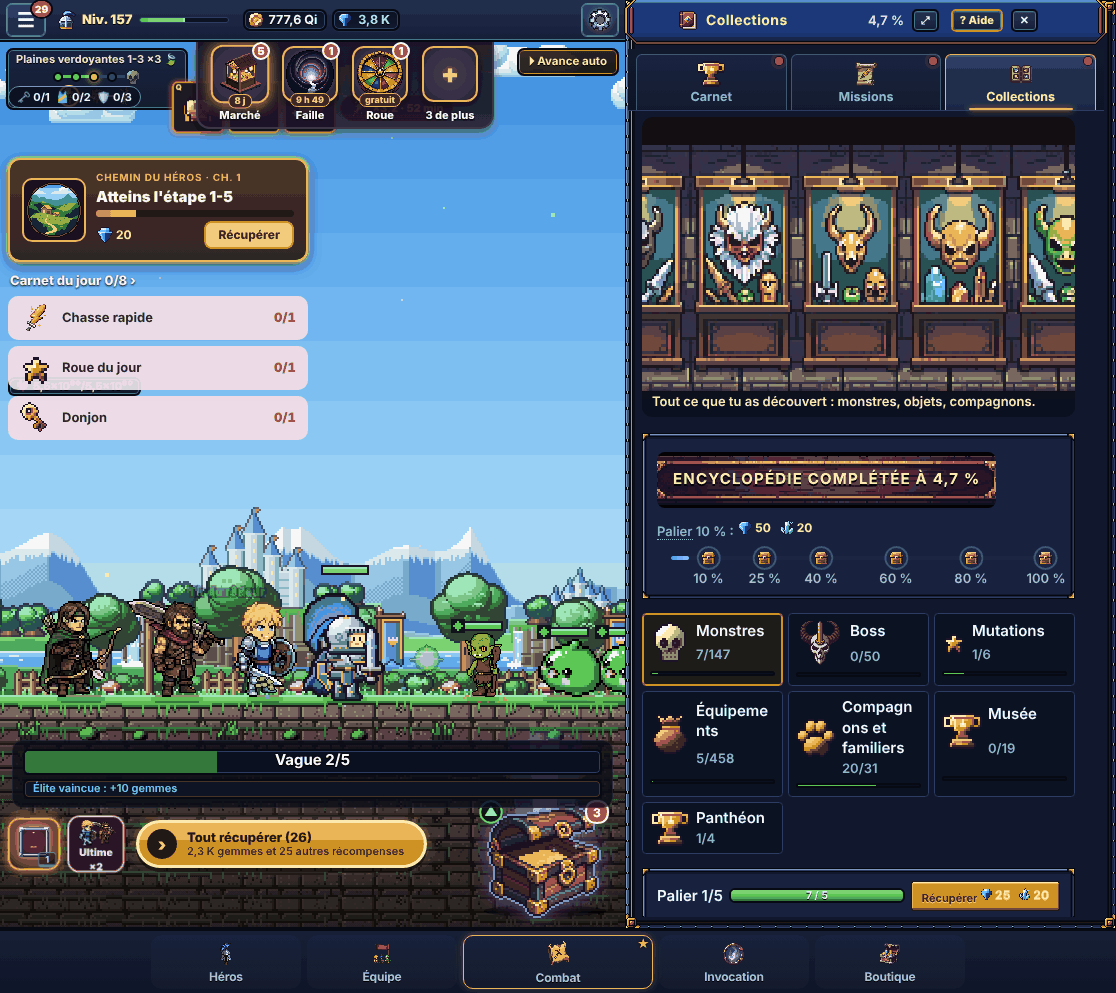 29
Niv. 157
777,6 Qi
3,8 K
Plaines verdoyantes 1-3 ×3
0/1
0/2
0/3
5
8 j
Marché
1
9 h 49
Faille
1
gratuit
Roue
+
3 de plus
Avance auto
CHEMIN DU HÉROS · CH. 1
Atteins l'étape 1-5
20
Récupérer
Carnet du jour 0/8 ›
Chasse rapide
0/1
Roue du jour
0/1
Donjon
0/1
Vague 2/5
Élite vaincue : +10 gemmes
1
Ultime
×2
Tout récupérer (26)
2,3 K gemmes et 25 autres récompenses
3
Collections
4,7 %
? Aide
×
Carnet
Missions
Collections
Tout ce que tu as découvert : monstres, objets, compagnons.
ENCYCLOPÉDIE COMPLÉTÉE À 4,7 %
Palier 10 % : 50 20
10 %
25 %
40 %
60 %
80 %
100 %
Monstres
7/147
Boss
0/50
Mutations
1/6
Équipeme
nts
5/458
Compagn
ons et
familiers
20/31
Musée
0/19
Panthéon
1/4
Palier 1/5
7 / 5
Récupérer 25 20
Héros
Équipe
Combat
Invocation
Boutique